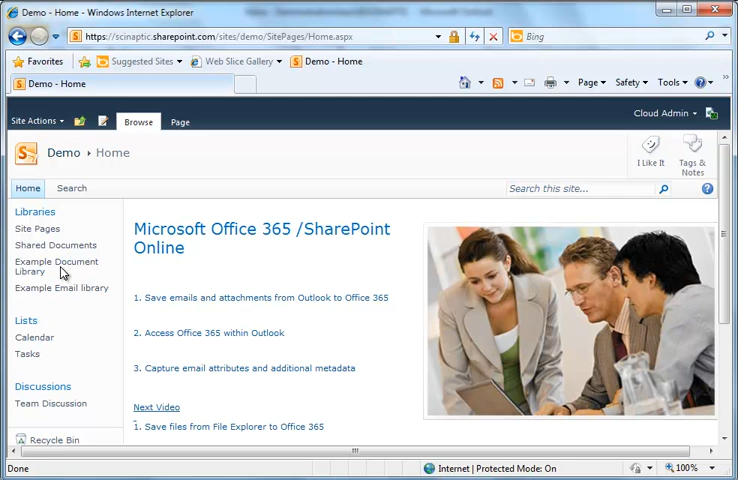 Demo - Home - Windows Internet Explorer
https://scinaptic.sharepoint.com/sites/demo/SitePages/Home.aspx
Bing
Favorites
Suggested Sites
Web Slice Gallery
Demo - Home
Demo - Home
Page
Safety
Tools
Cloud Admin
Site Actions
Browse
Page
Demo
Home
I Like It
Tags &
Notes
Home
Search
Search this site...
Libraries
Site Pages
Shared Documents
Example Document
Library
Example Email library
Lists
Calendar
Tasks
Discussions
Team Discussion
Recycle Bin
Microsoft Office 365 /SharePoint
Online
1. Save emails and attachments from Outlook to Office 365
2. Access Office 365 within Outlook
3. Capture email attributes and additional metadata
Next Video
1. Save files from File Explorer to Office 365
Done
Internet | Protected Mode: On
100%